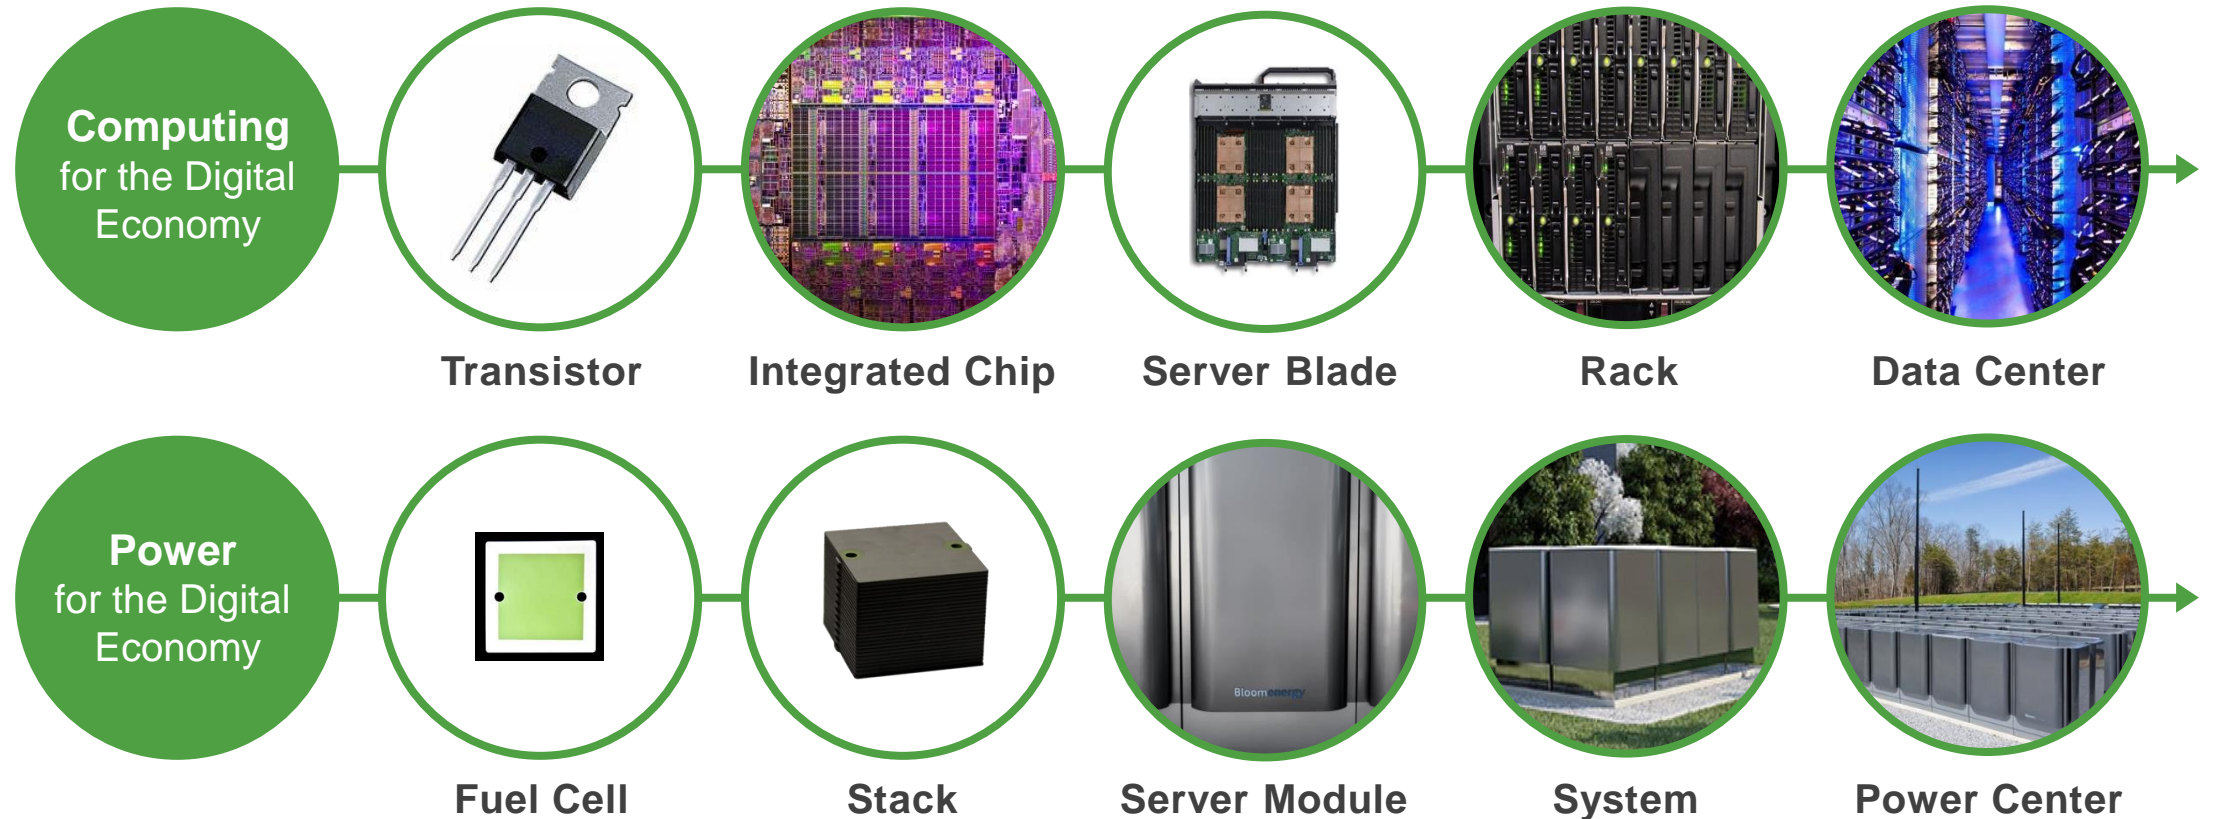 Computing
for the Digital
Economy
Transistor
Integrated Chip
Server Blade
Rack
Data Center
Power
for the Digital
Economy
Bloomenergy
Fuel Cell
Stack
Server Module
System
Power Center